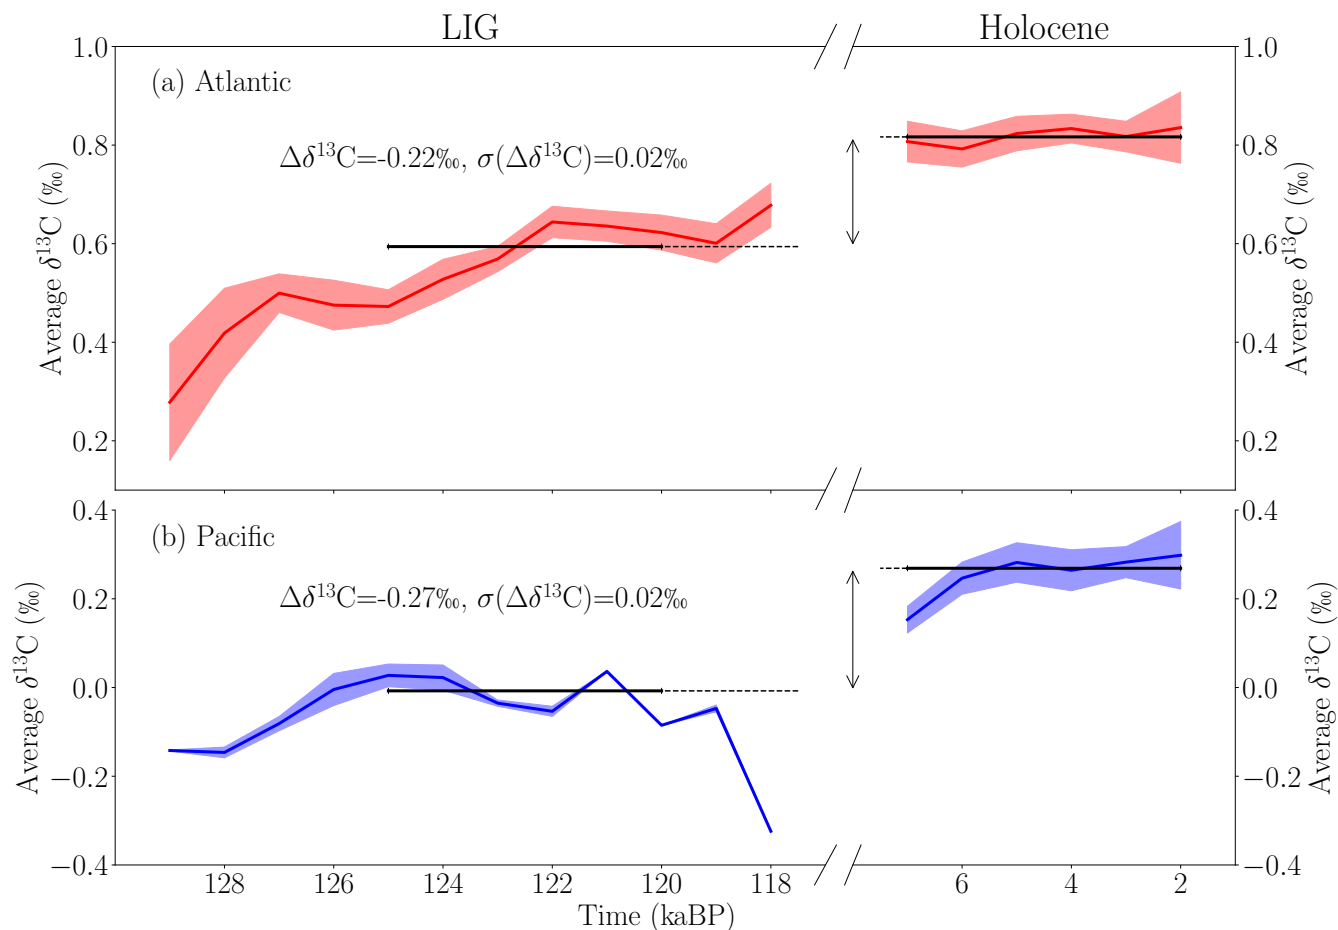 LIG
Holocene
(a) Atlantic
Δδ¹³C=-0.22‰, σ(Δδ¹³C)=0.02‰
Average δ¹³C (‰)
1.0
0.8
0.6
0.4
0.2
1.0
0.8
0.6
0.4
0.2
Average δ¹³C (‰)
(b) Pacific
Δδ¹³C=-0.27‰, σ(Δδ¹³C)=0.02‰
Average δ¹³C (‰)
0.4
0.2
0.0
−0.2
−0.4
0.4
0.2
0.0
−0.2
−0.4
Average δ¹³C (‰)
128 126 124 122 120 118 6 4 2
Time (kaBP)